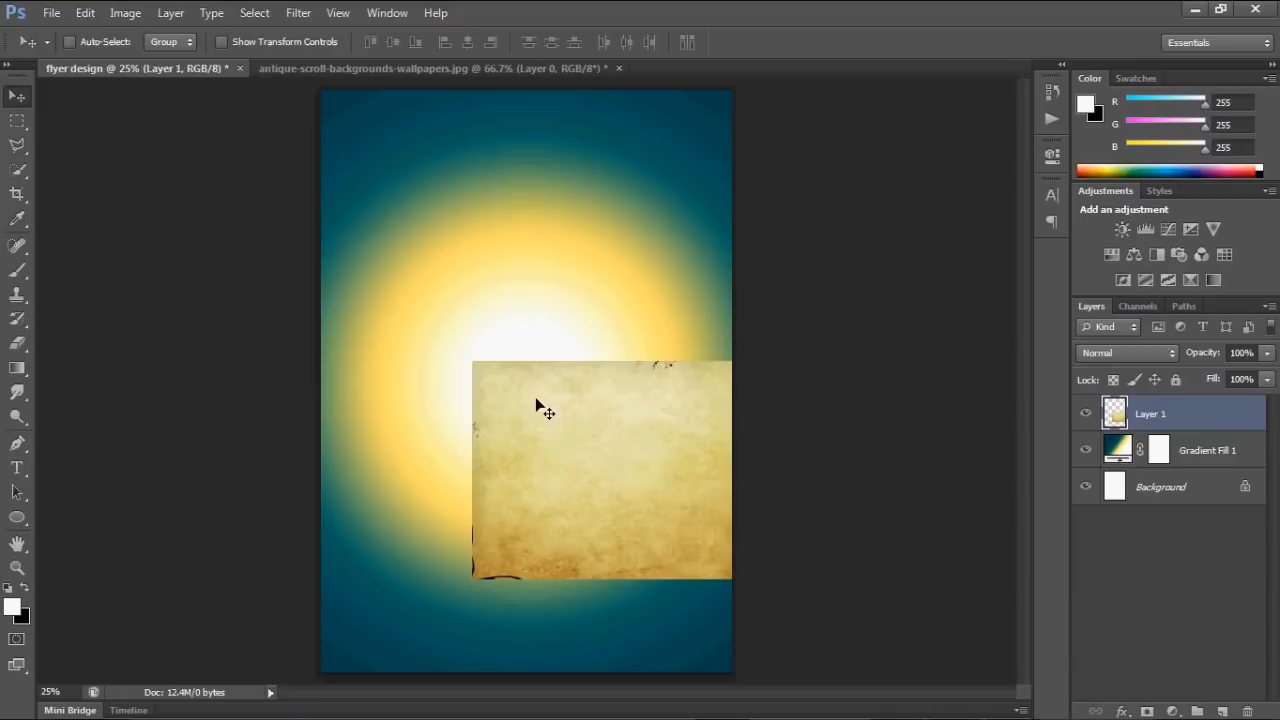 Ps File Edit Image Layer Type Select Filter View Window Help
Auto-Select: Group Show Transform Controls Essentials
flyer design @ 25% (Layer 1, RGB/8) * × antique-scroll-backgrounds-wallpapers.jpg @ 66.7% (Layer 0, RGB/8*) * ×
Color Swatches
R 255
G 255
B 255
Adjustments Styles
Add an adjustment
Layers Channels Paths
Kind
Normal Opacity: 100%
Lock: Fill: 100%
Layer 1
Gradient Fill 1
Background
25% Doc: 12.4M/0 bytes
Mini Bridge Timeline